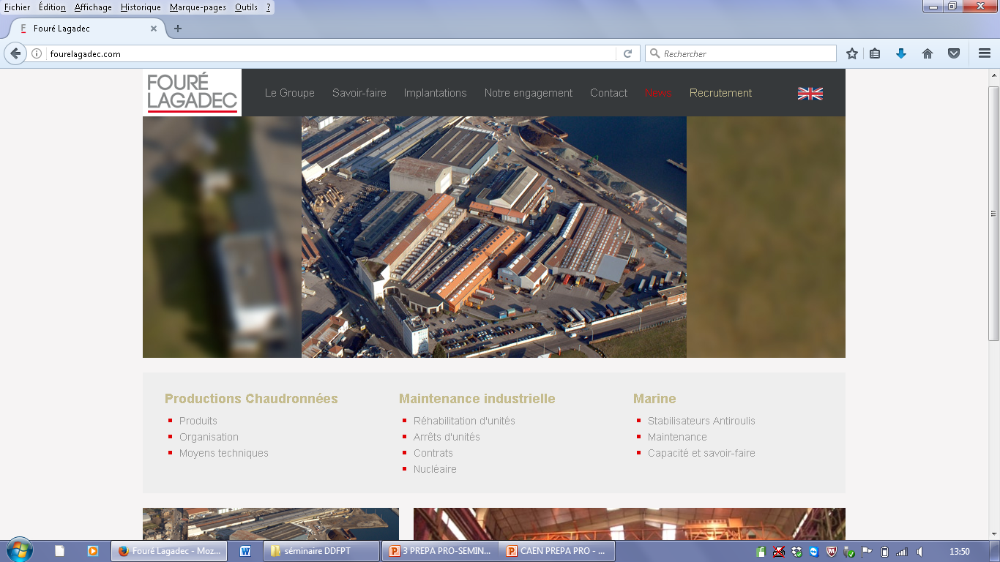 Fichier Édition Affichage Historique Marque-pages Outils ?
Fouré Lagadec
fourelagadec.com
Rechercher
FOURÉ
LAGADEC
Le Groupe Savoir-faire Implantations Notre engagement Contact News Recrutement
Productions Chaudronnées
Produits
Organisation
Moyens techniques
Maintenance industrielle
Réhabilitation d'unités
Arrêts d'unités
Contrats
Nucléaire
Marine
Stabilisateurs Antiroulis
Maintenance
Capacité et savoir-faire
Fouré Lagadec - Moz... séminaire DDFPT 3 PREPA PRO-SEMIN... CAEN PREPA PRO - ... 13:50